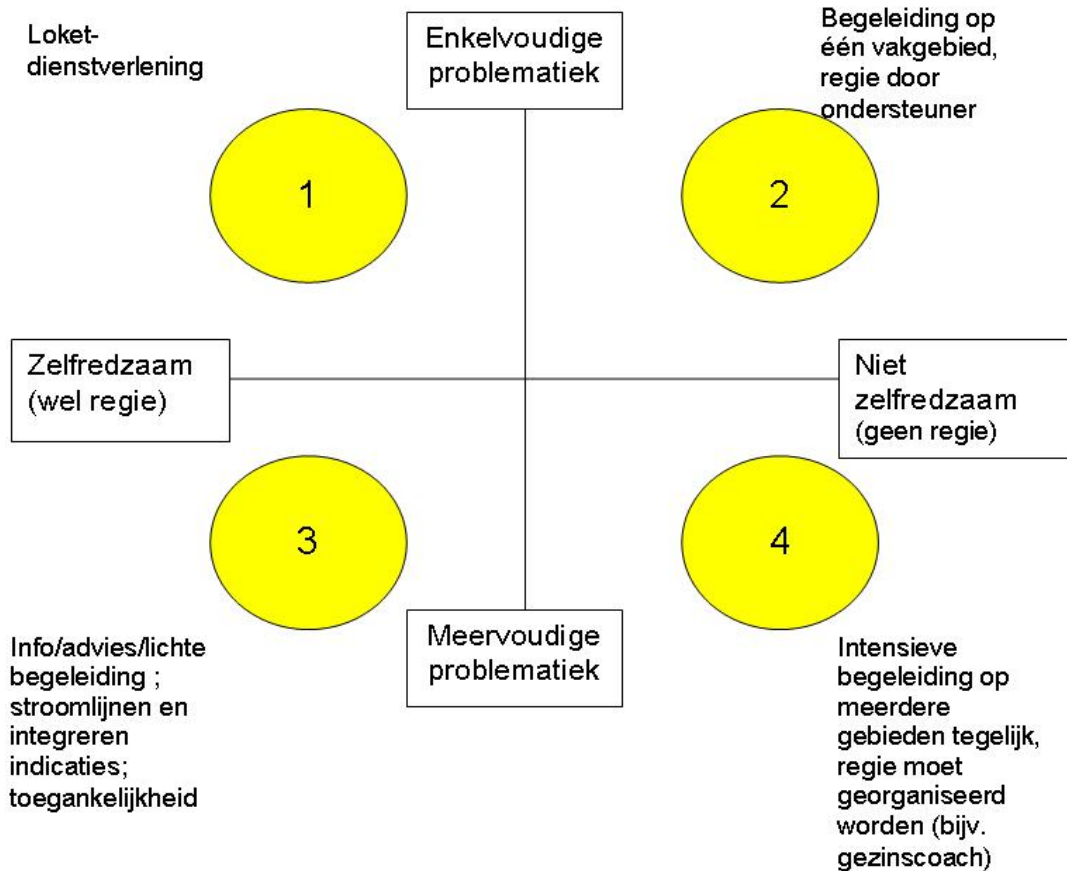 Loket-
dienstverlening
Enkelvoudige
problematiek
Begeleiding op
één vakgebied,
regie door
ondersteuner
1
2
Zelfredzaam
(wel regie)
Niet
zelfredzaam
(geen regie)
3
4
Info/advies/lichte
begeleiding ;
stroomlijnen en
integreren
indicaties;
toegankelijkheid
Meervoudige
problematiek
Intensieve
begeleiding op
meerdere
gebieden tegelijk,
regie moet
georganiseerd
worden (bijv.
gezinscoach)